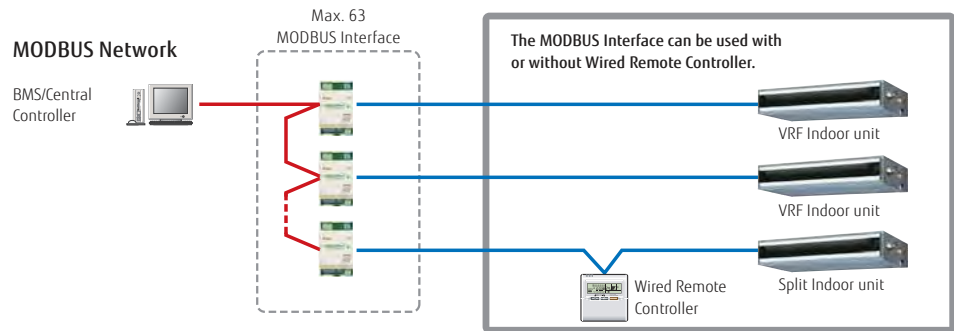 Max. 63
MODBUS Interface
MODBUS Network
BMS/Central
Controller
The MODBUS Interface can be used with
or without Wired Remote Controller.
VRF Indoor unit
VRF Indoor unit
Split Indoor unit
Wired Remote
Controller